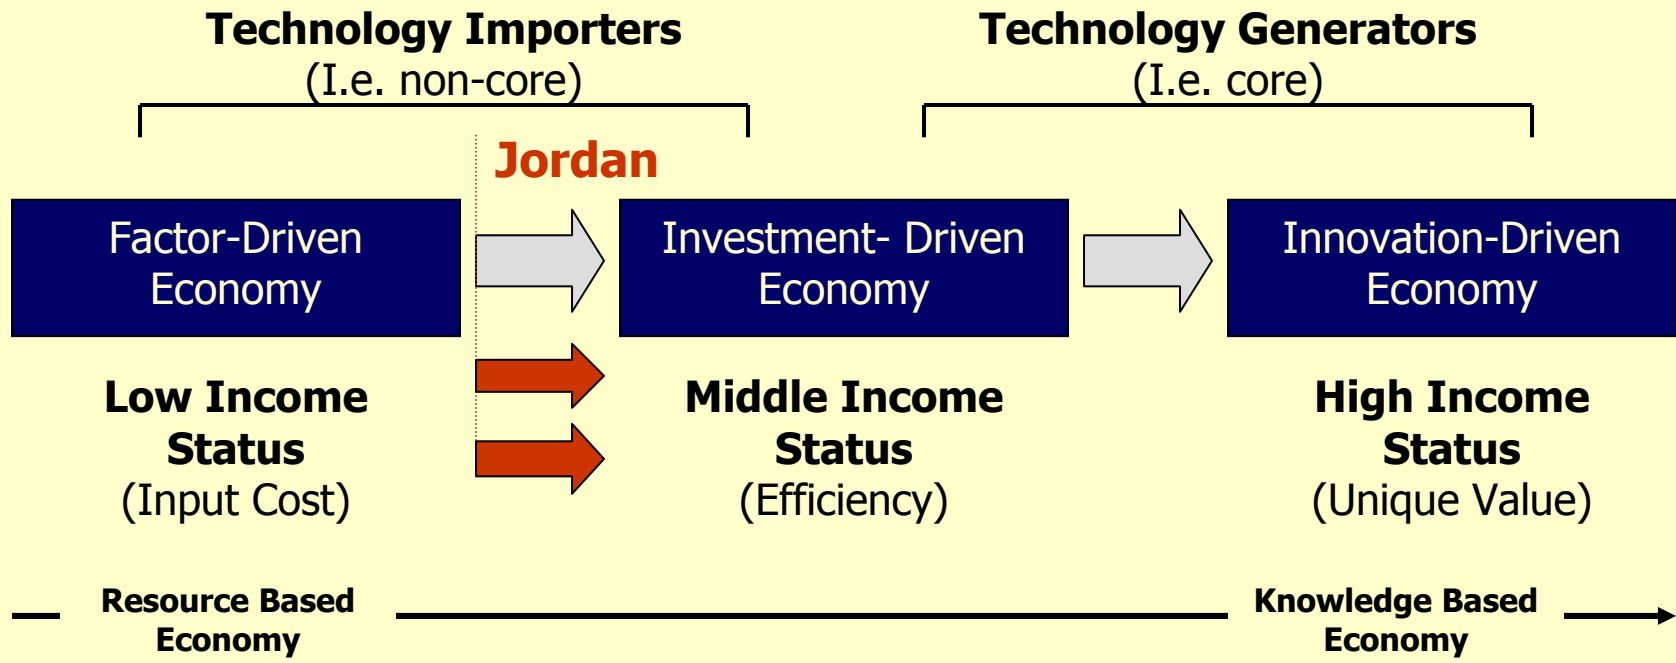 Technology Importers
(I.e. non-core)
Technology Generators
(I.e. core)
Jordan
Factor-Driven
Economy
Investment- Driven
Economy
Innovation-Driven
Economy
Low Income
Status
(Input Cost)
Middle Income
Status
(Efficiency)
High Income
Status
(Unique Value)
Resource Based
Economy
Knowledge Based
Economy